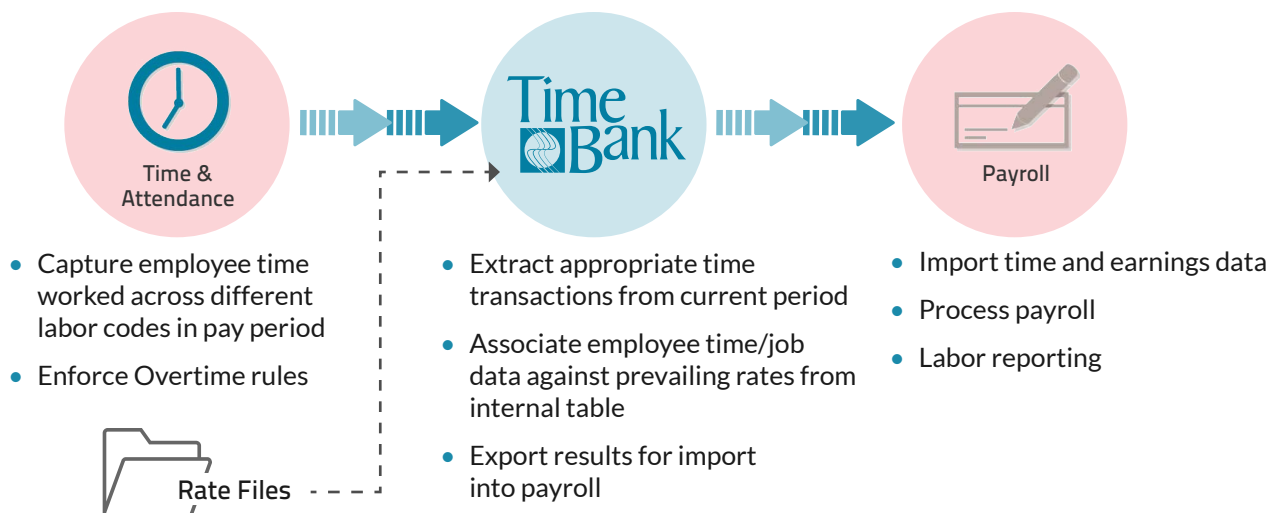 Time &
Attendance
• Capture employee time
worked across different
labor codes in pay period
• Enforce Overtime rules
Rate Files
Time
Bank
• Extract appropriate time
transactions from current period
• Associate employee time/job
data against prevailing rates from
internal table
• Export results for import
into payroll
Payroll
• Import time and earnings data
• Process payroll
• Labor reporting